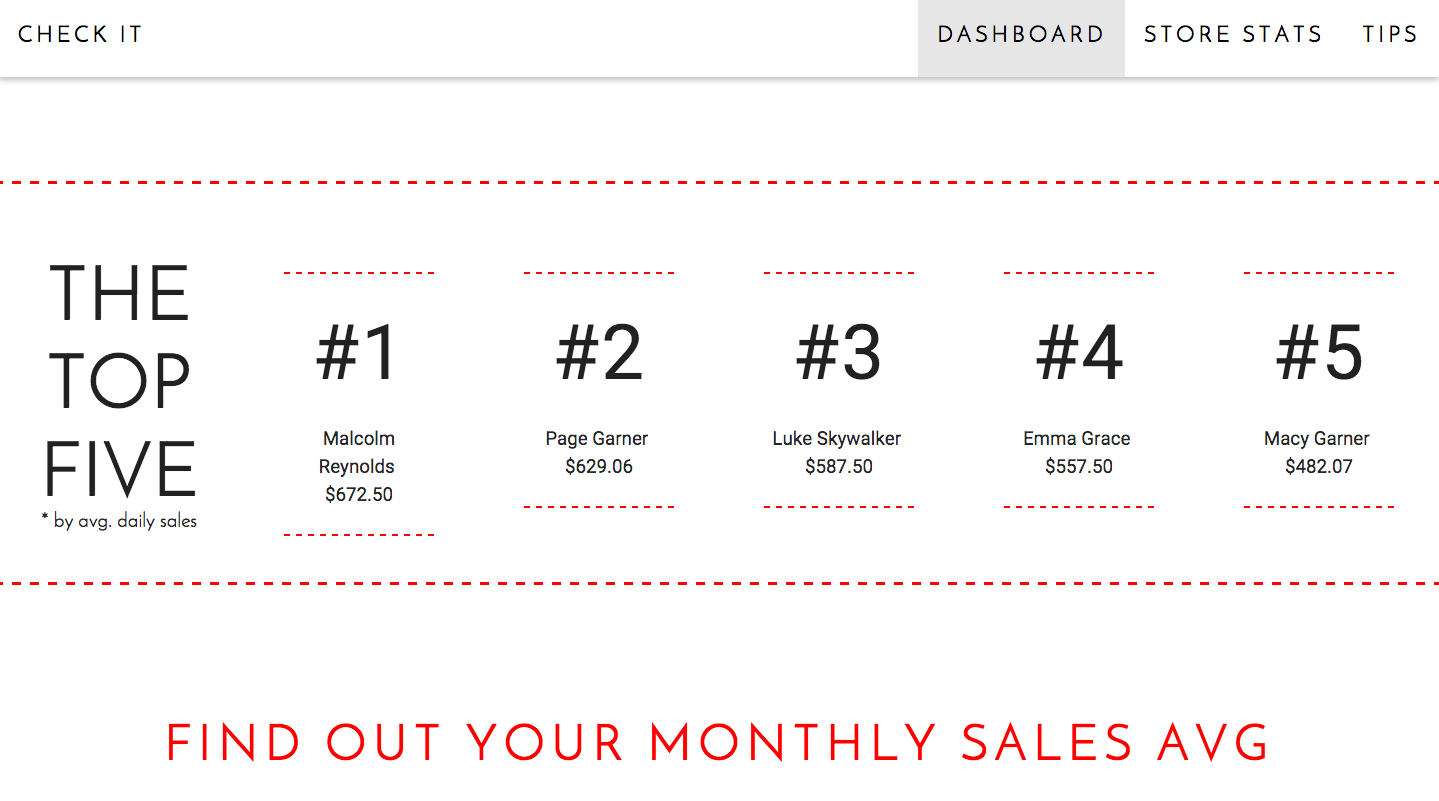 CHECK IT
DASHBOARD
STORE STATS
TIPS
THE
TOP
FIVE
* by avg. daily sales
#1
Malcolm
Reynolds
$672.50
#2
Page Garner
$629.06
#3
Luke Skywalker
$587.50
#4
Emma Grace
$557.50
#5
Macy Garner
$482.07
FIND OUT YOUR MONTHLY SALES AVG